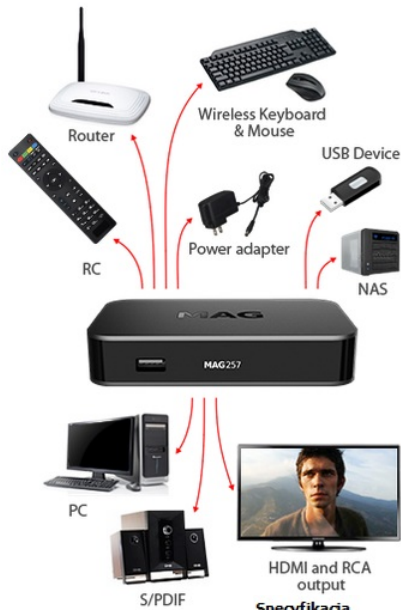 Router
Wireless Keyboard
& Mouse
USB Device
RC
Power adapter
NAS
MAG
MAG257
PC
S/PDIF
HDMI and RCA
output
Specyfikacja